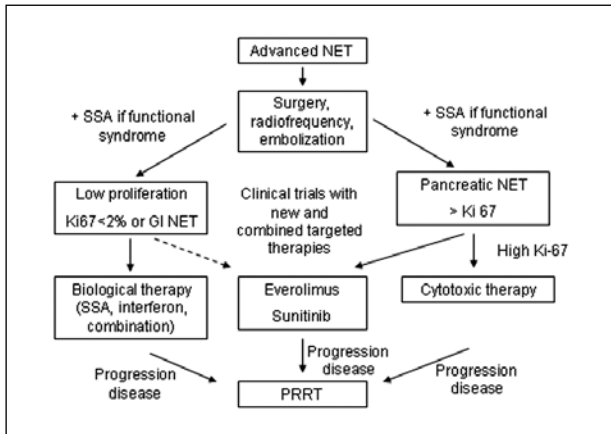 Advanced NET
Surgery,
radiofrequency,
embolization
+ SSA if functional
syndrome
+ SSA if functional
syndrome
Low proliferation
Ki67<2% or GI NET
Clinical trials with
new and
combined targeted
therapies
Pancreatic NET
> Ki 67
High Ki-67
Biological therapy
(SSA, interferon,
combination)
Everolimus
Sunitinib
Cytotoxic therapy
Progression
disease
Progression
disease
Progression
disease
PRRT